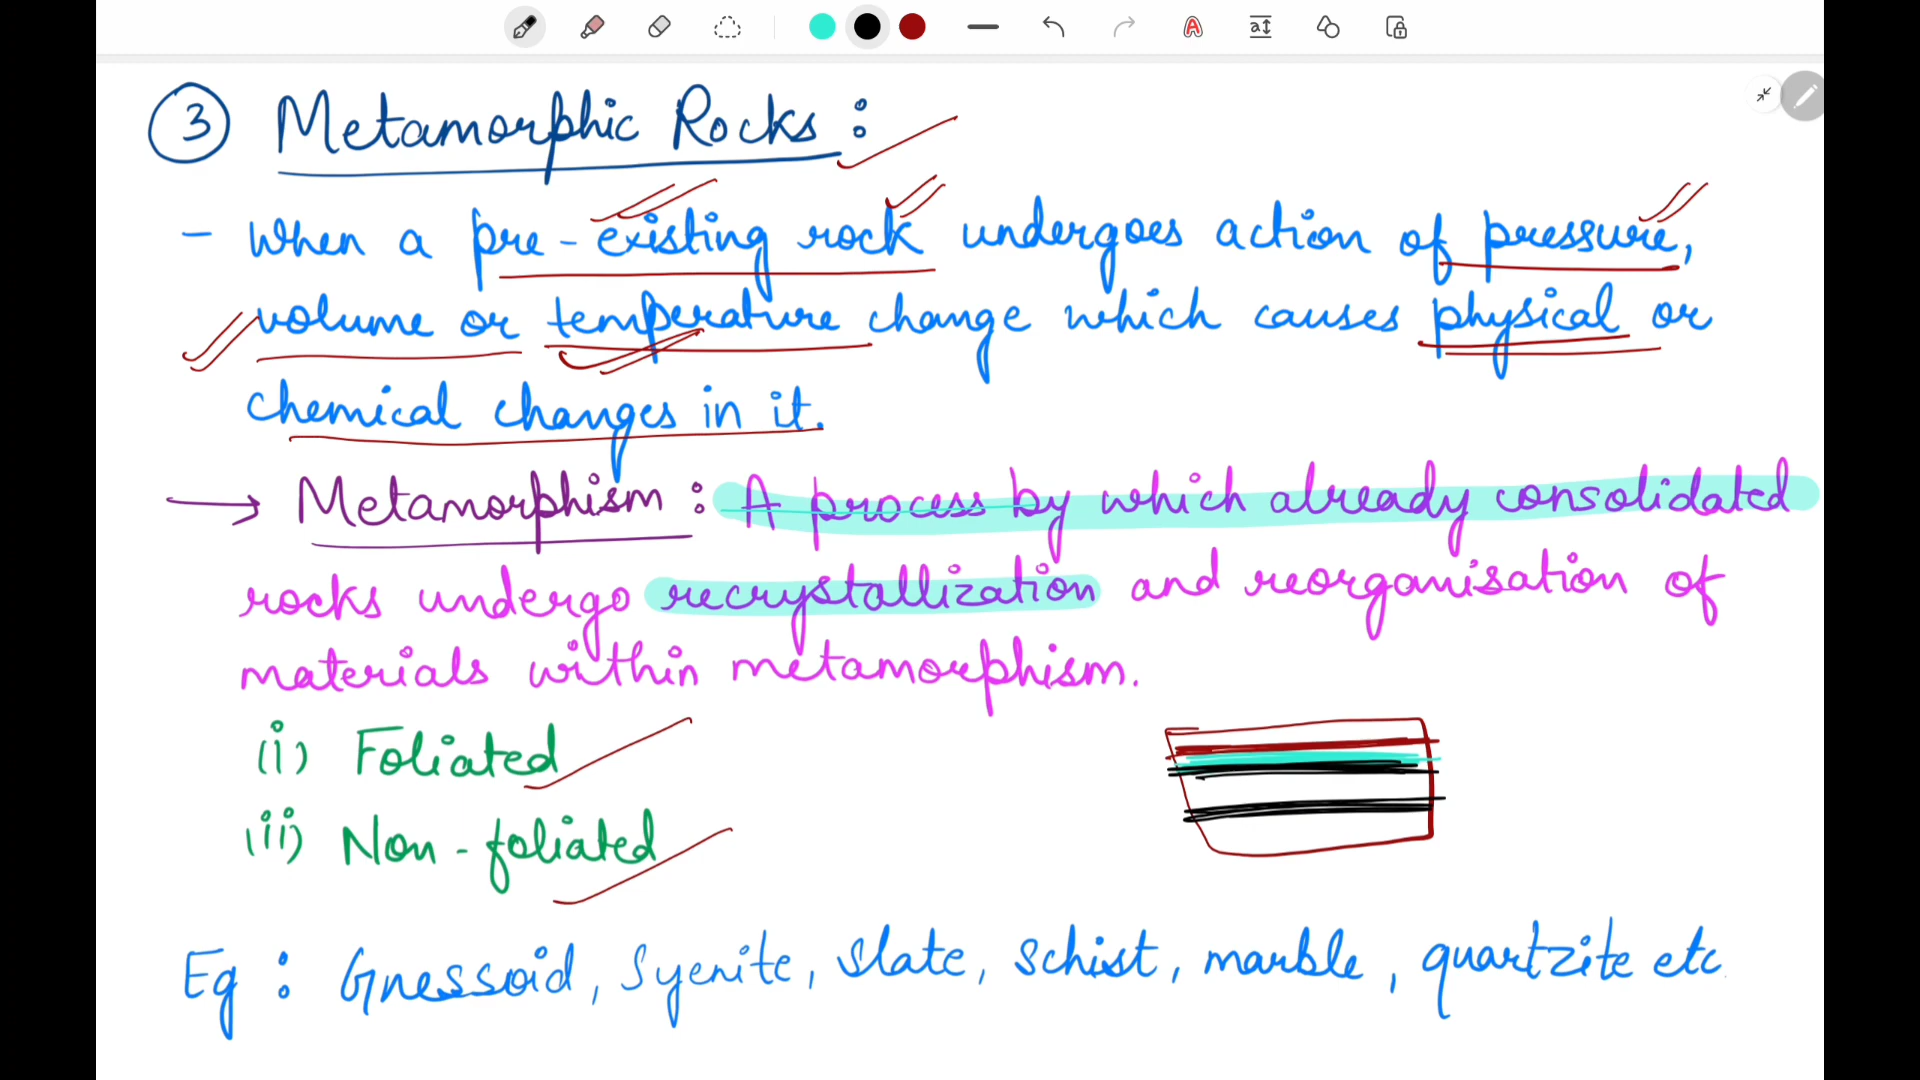 ③ Metamorphic Rocks :
- When a pre-existing rock undergoes action of pressure,
volume or temperature change which causes physical or
chemical changes in it.
→ Metamorphism : A process by which already consolidated
rocks undergo recrystallization and reorganisation of
materials within metamorphism.
(i) Foliated
(ii) Non-foliated
Eg : Gnessoid, Syenite, slate, Schist, marble, quartzite etc.